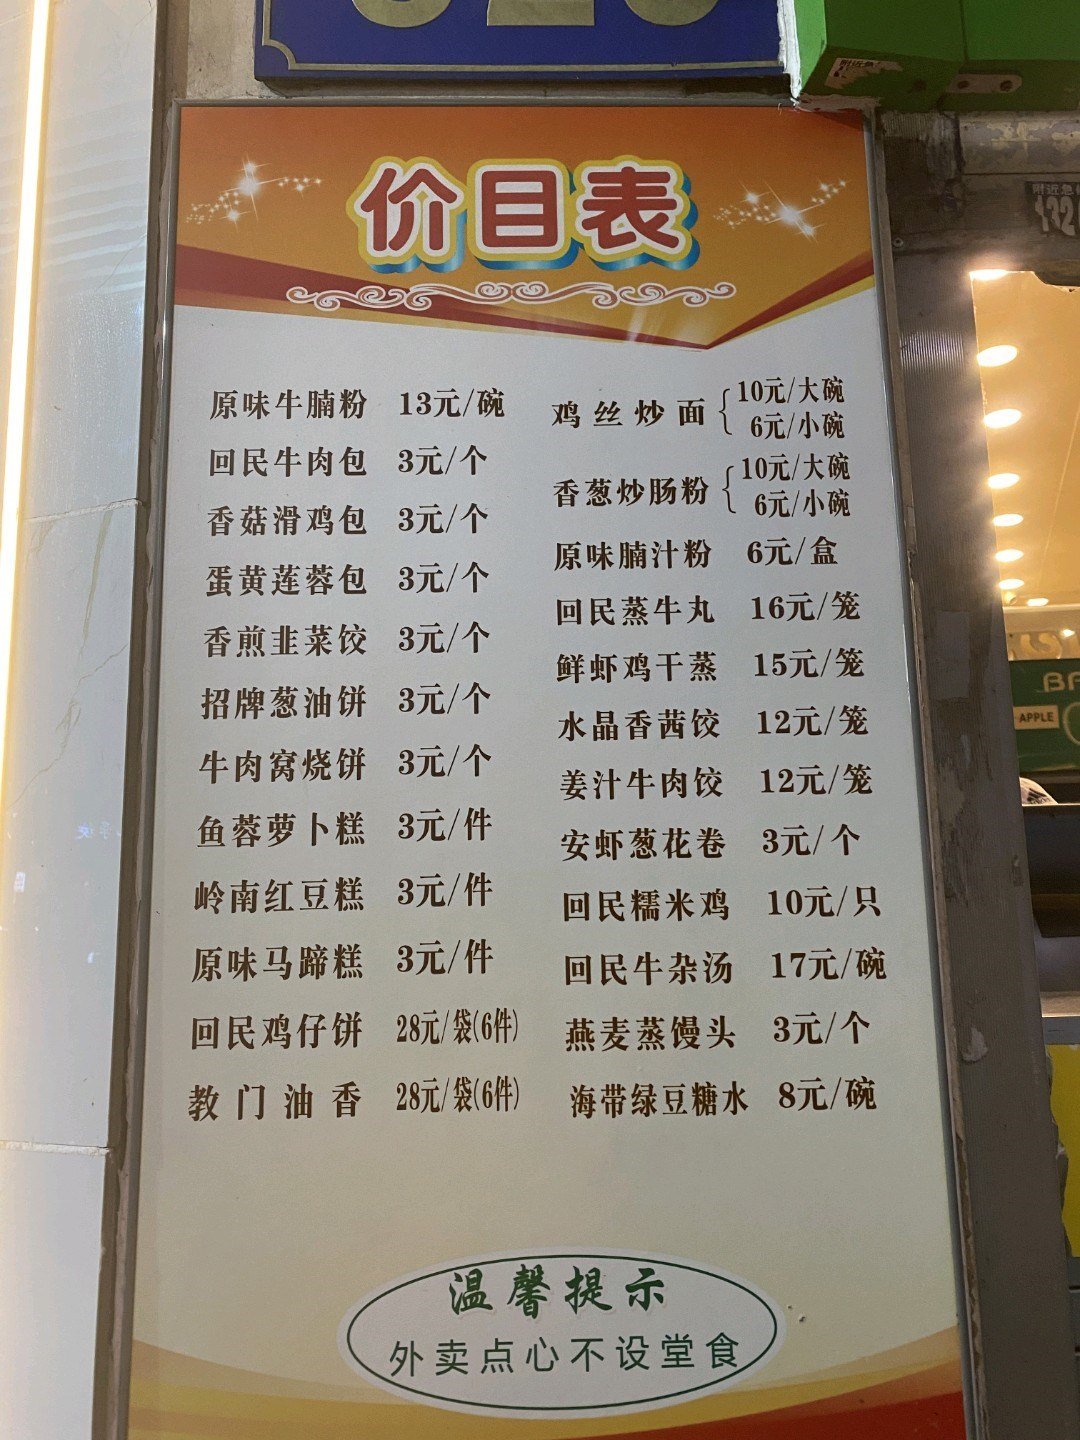 价目表
原味牛腩粉 13元/碗
回民牛肉包 3元/个
香菇滑鸡包 3元/个
蛋黄莲蓉包 3元/个
香煎韭菜饺 3元/个
招牌葱油饼 3元/个
牛肉窝烧饼 3元/个
鱼蓉萝卜糕 3元/件
岭南红豆糕 3元/件
原味马蹄糕 3元/件
回民鸡仔饼 28元/袋(6件)
教门油香 28元/袋(6件)
鸡丝炒面 10元/大碗
6元/小碗
香葱炒肠粉 10元/大碗
6元/小碗
原味腩汁粉 6元/盒
回民蒸牛丸 16元/笼
鲜虾鸡干蒸 15元/笼
水晶香茜饺 12元/笼
姜汁牛肉饺 12元/笼
安虾葱花卷 3元/个
回民糯米鸡 10元/只
回民牛杂汤 17元/碗
燕麦蒸馒头 3元/个
海带绿豆糖水 8元/碗
温馨提示
外卖点心不设堂食
APPLE